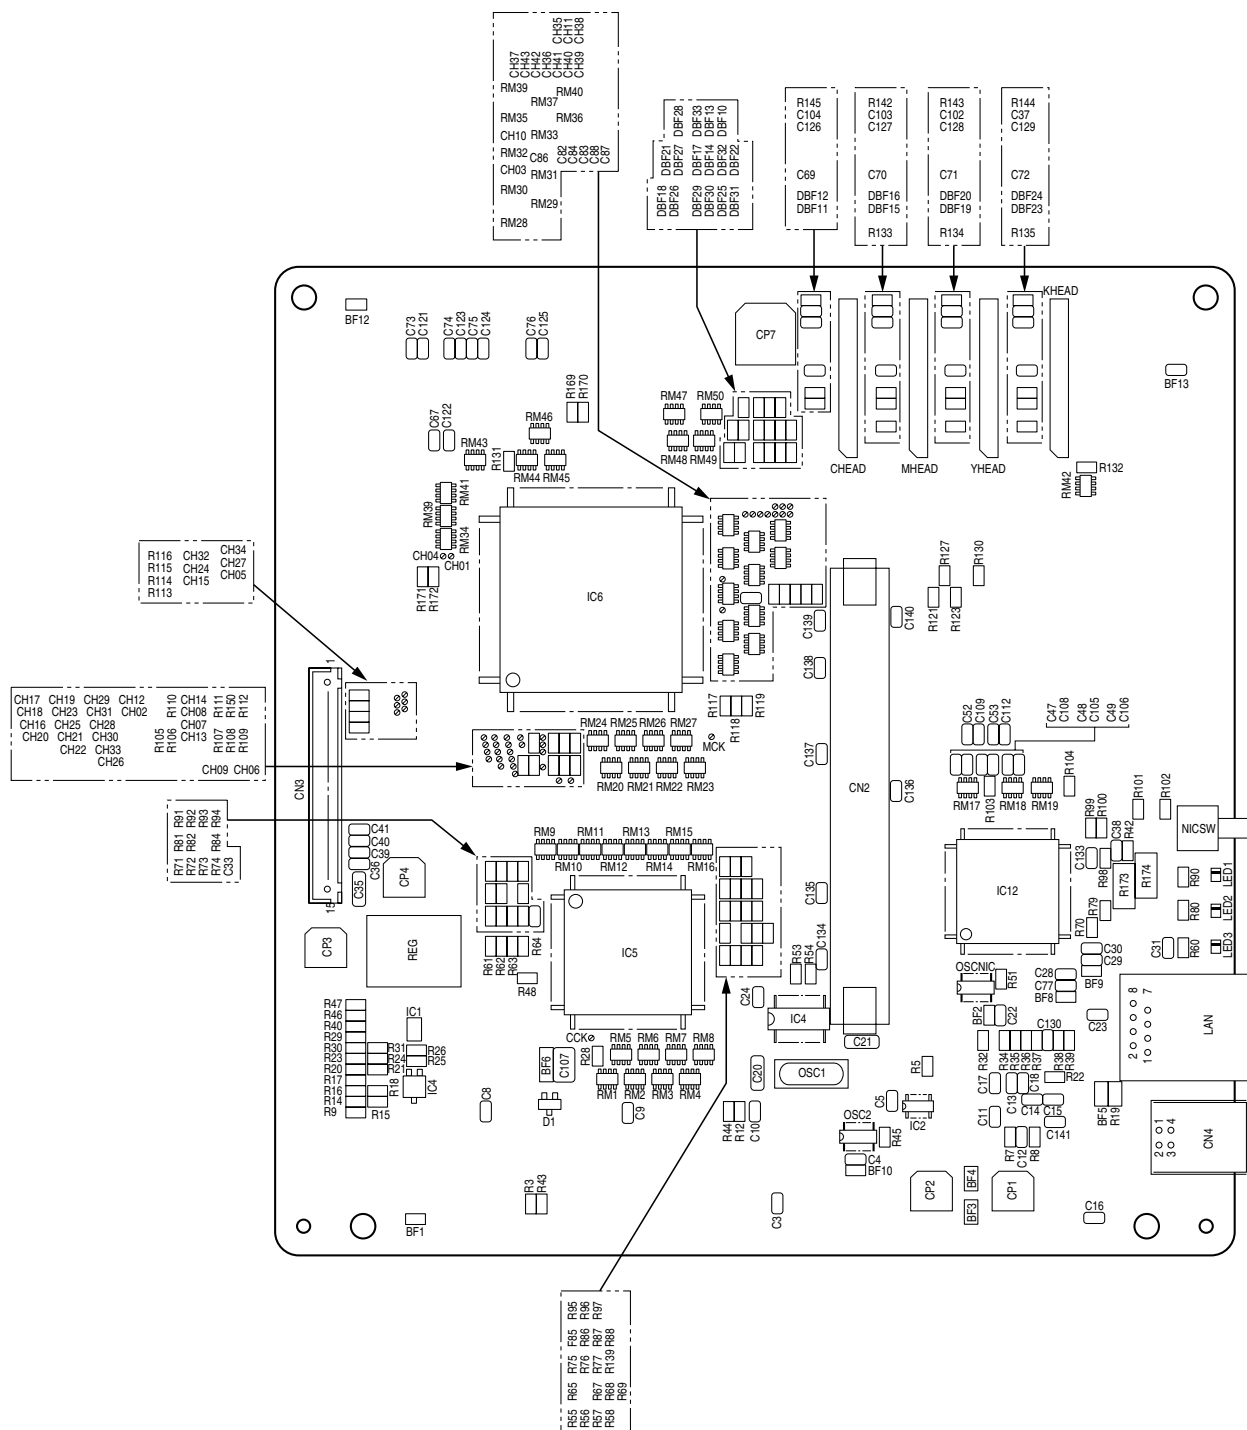 CH35
CH11
CH38
CH37
CH43
CH42
CH36
CH41
CH40
CH39
RM39
RM40
RM37
RM35
RM36
CH10
RM33
RM32
C86
C82
C84
C83
C88
C87
CH03
RM31
RM30
RM29
RM28
DBF28
DBF33
DBF13
DBF10
DBF21
DBF27
DBF17
DBF14
DBF32
DBF22
DBF18
DBF26
DBF29
DBF30
DBF25
DBF31
R145
C104
C126
C69
DBF12
DBF11
R142
C103
C127
C70
DBF16
DBF15
R133
R143
C102
C128
C71
DBF20
DBF19
R134
R144
C37
C129
C72
DBF24
DBF23
R135
KHEAD
BF12
C73
C121
C74
C123
C75
C124
C76
C125
CP7
BF13
R169
R170
RM47
RM50
C67
C122
RM46
RM43
R131
RM44
RM45
RM48
RM49
CHEAD
MHEAD
YHEAD
R132
RM42
RM41
RM39
RM34
CH04
CH01
R171
R172
IC6
R127
R130
R121
R123
C139
C140
C138
R116
R115
R114
R113
CH32
CH24
CH15
CH34
CH27
CH05
1
CH17 CH19 CH29 CH12
CH18 CH23 CH31 CH02
CH16 CH25 CH28
CH20 CH21 CH30
CH22 CH33
CH26
R110
CH14
CH08
CH07
CH13
R111
R150
R112
R105
R106
R107
R108
R109
CH09 CH06
R117
R118
R119
RM24 RM25 RM26 RM27
MCK
RM20 RM21 RM22 RM23
C137
CN2
C136
C52
C109
C53
C112
C47
C108
C48
C105
C49
C106
RM17
R103
RM18
RM19
R104
R101
R102
R99
R100
C38
R42
NICSW
CN3
R91
R92
R93
R94
R81
R82
R84
R71
R72
R73
R74
C33
C41
C40
C39
C36
C35
CP4
RM9 RM11 RM13 RM15
RM10 RM12 RM14 RM16
C133
R98
R173
R174
R90
LED1
IC12
R79
R70
R80
LED2
C135
15
CP3
REG
R61
R62
R63
R64
R48
IC5
R53
R54
C134
C31
R60
LED3
C30
C29
BF9
OSCNIC
R51
C28
C77
BF8
C24
IC4
C21
BF2
C22
C23
8
7
2
1
LAN
R47
R46
R40
R29
R30
R23
R20
R17
R16
R14
R9
IC1
R31
R24
R21
R26
R25
R18
IC4
R15
CCK
BF6
C107
R28
RM5 RM6 RM7 RM8
RM1 RM2 RM3 RM4
C20
OSC1
R5
R32
R34
R35
R36
R37
C130
R38
R39
R22
C17
C13
C18
C14
C15
C11
C141
BF5
R19
C8
D1
C9
R44
R12
C10
OSC2
R45
C5
IC2
R7
C12
R8
2 1
3 4
CN4
C4
BF10
R3
R43
C3
CP2
BF4
BF3
CP1
C16
BF1
R95
R96
R97
F85
R86
R87
R88
R75
R76
R77
R139
R65
R67
R68
R69
R55
R56
R57
R58